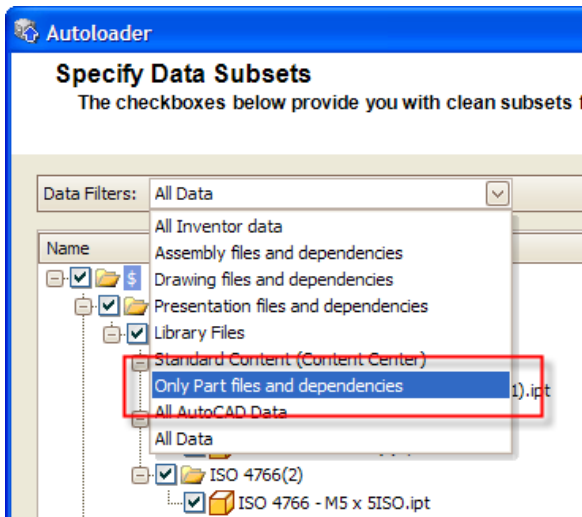 Autoloader
Specify Data Subsets
The checkboxes below provide you with clean subsets
Data Filters: All Data
All Inventor data
Name
Assembly files and dependencies
$ Drawing files and dependencies
Presentation files and dependencies
Library Files
Standard Content (Content Center)
Only Part files and dependencies
1).ipt
All AutoCAD Data
All Data
ISO 4766(2)
ISO 4766 - M5 x 5ISO.ipt